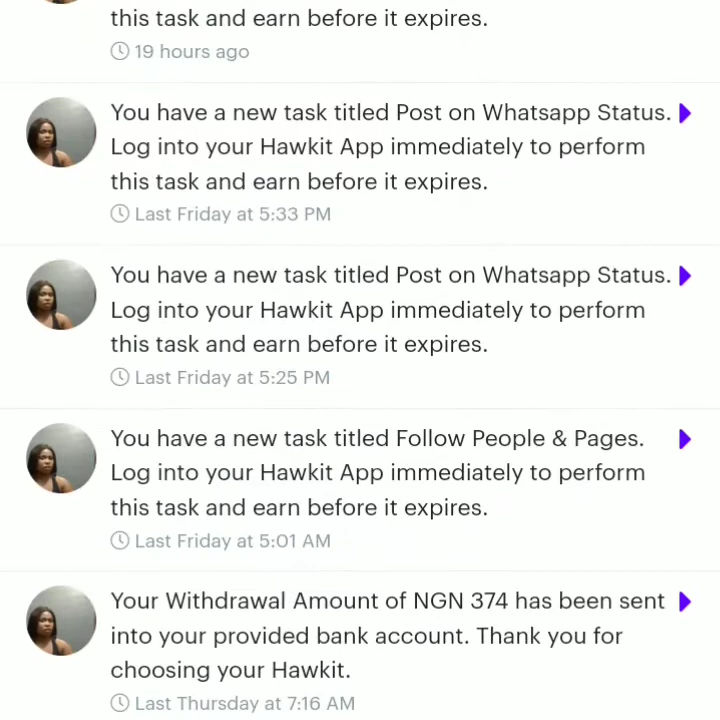 this task and earn before it expires.
19 hours ago
You have a new task titled Post on Whatsapp Status.
Log into your Hawkit App immediately to perform
this task and earn before it expires.
Last Friday at 5:33 PM
You have a new task titled Post on Whatsapp Status.
Log into your Hawkit App immediately to perform
this task and earn before it expires.
Last Friday at 5:25 PM
You have a new task titled Follow People & Pages.
Log into your Hawkit App immediately to perform
this task and earn before it expires.
Last Friday at 5:01 AM
Your Withdrawal Amount of NGN 374 has been sent
into your provided bank account. Thank you for
choosing your Hawkit.
Last Thursday at 7:16 AM